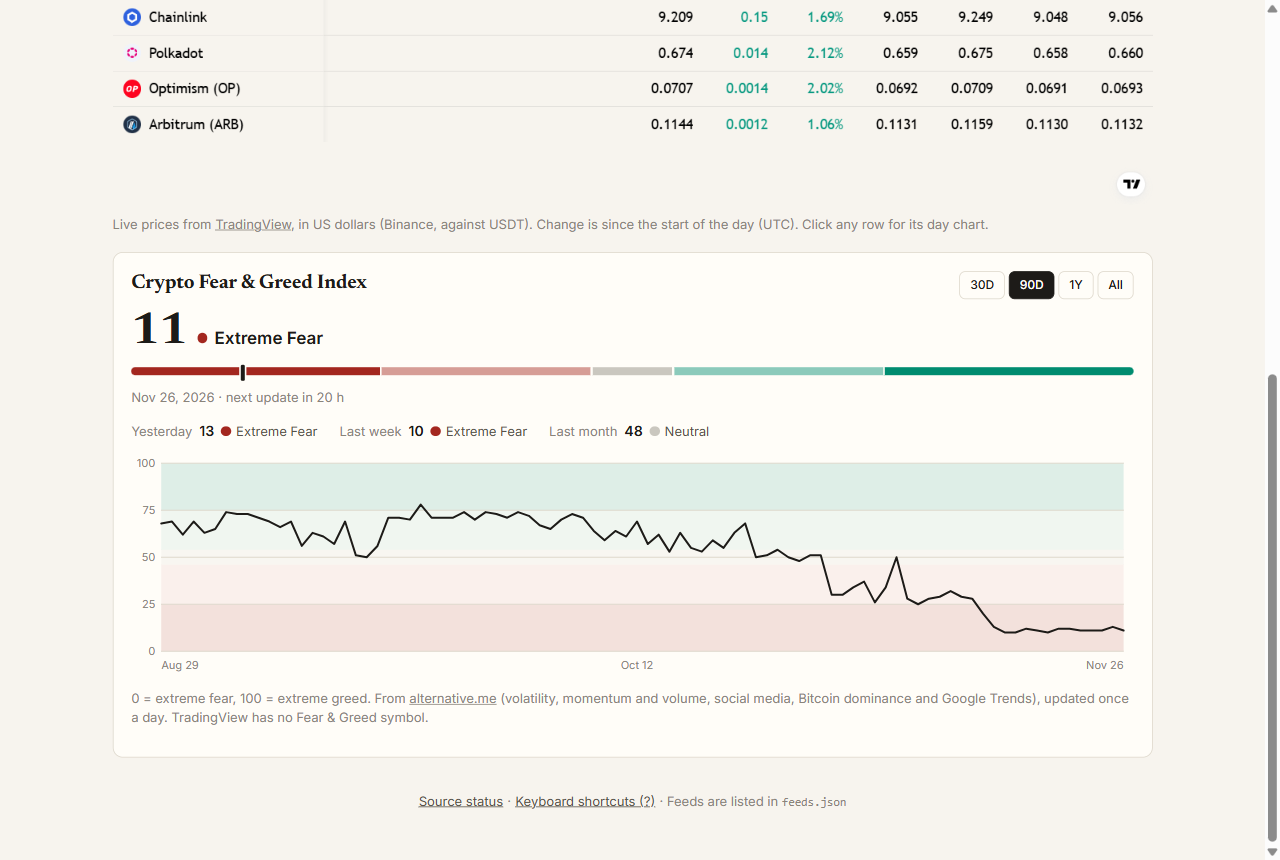 Chainlink 9.209 0.15 1.69% 9.055 9.249 9.048 9.056
Polkadot 0.674 0.014 2.12% 0.659 0.675 0.658 0.660
OP Optimism (OP) 0.0707 0.0014 2.02% 0.0692 0.0709 0.0691 0.0693
Arbitrum (ARB) 0.1144 0.0012 1.06% 0.1131 0.1159 0.1130 0.1132
Live prices from TradingView, in US dollars (Binance, against USDT). Change is since the start of the day (UTC). Click any row for its day chart.
Crypto Fear & Greed Index
30D 90D 1Y All
11 Extreme Fear
Nov 26, 2026 · next update in 20 h
Yesterday 13 Extreme Fear Last week 10 Extreme Fear Last month 48 Neutral
100
75
50
25
0
Aug 29 Oct 12 Nov 26
0 = extreme fear, 100 = extreme greed. From alternative.me (volatility, momentum and volume, social media, Bitcoin dominance and Google Trends), updated once
a day. TradingView has no Fear & Greed symbol.
Source status · Keyboard shortcuts (?) · Feeds are listed in feeds.json